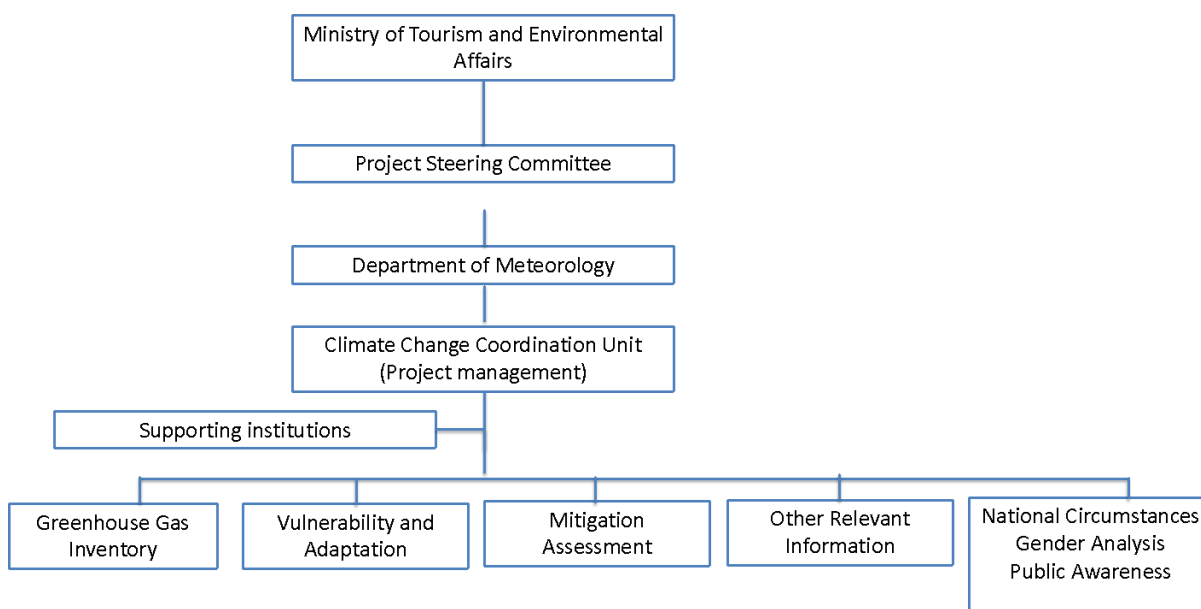 Ministry of Tourism and Environmental
Affairs
Project Steering Committee
Department of Meteorology
Climate Change Coordination Unit
(Project management)
Supporting institutions
Greenhouse Gas
Inventory
Vulnerability and
Adaptation
Mitigation
Assessment
Other Relevant
Information
National Circumstances
Gender Analysis
Public Awareness